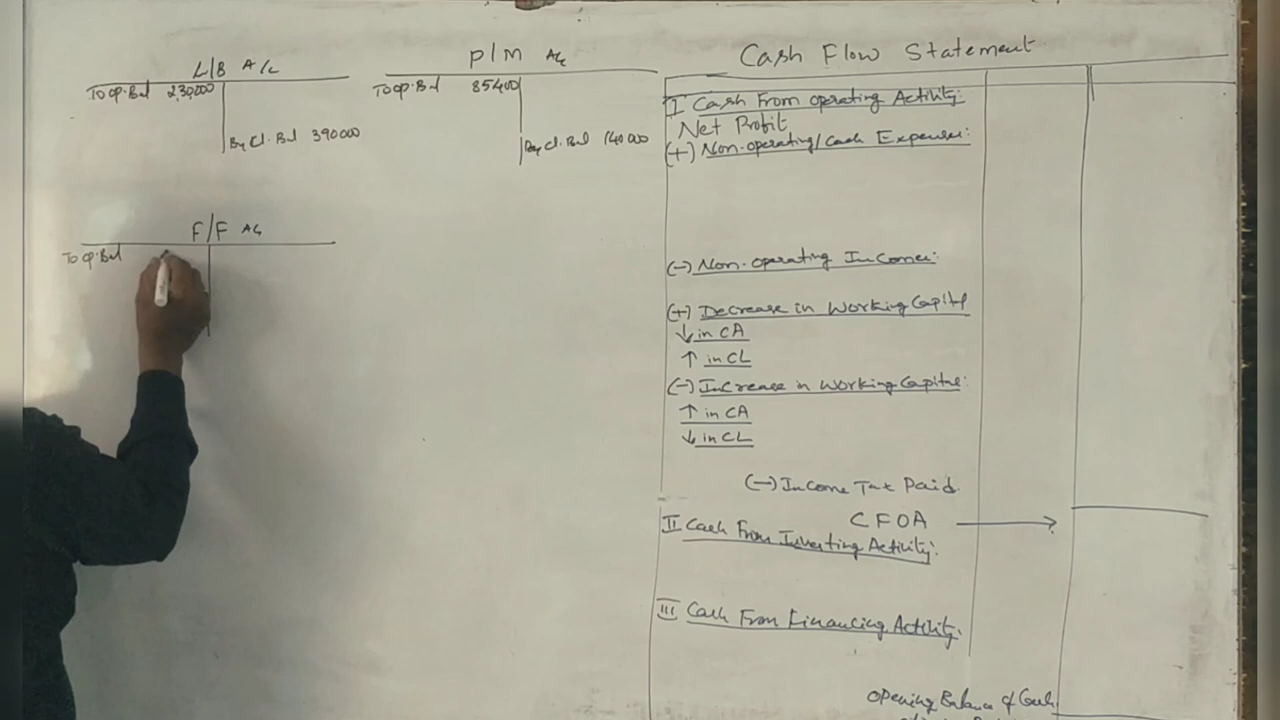 L/B A/c
To op. Bal 2,30,000
By Cl. Bal 390000
P/M A/c
To op. Bal 85400
By Cl. Bal 140000
F/F A/c
To op. Bal
Cash Flow Statement
I Cash From Operating Activity:
Net Profit
(+) Non-operating/Cash Expenses:
(-) Non-operating Incomes:
(+) Decrease in Working Capital
↓ in CA
↑ in CL
(-) Increase in Working Capital:
↑ in CA
↓ in CL
(-) Income Tax Paid
CFOA →
II Cash From Investing Activity:
III Cash From Financing Activity:
Opening Balance of Cash